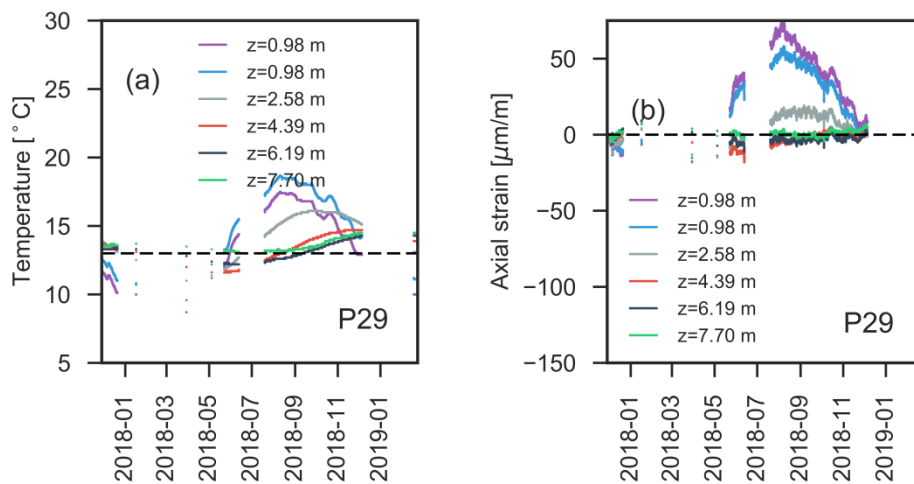 30
25
20
15
10
5
Temperature [°C]
(a)
z=0.98 m
z=0.98 m
z=2.58 m
z=4.39 m
z=6.19 m
z=7.70 m
P29
2018-01
2018-03
2018-05
2018-07
2018-09
2018-11
2019-01
50
0
−50
−100
−150
Axial strain [µm/m]
(b)
z=0.98 m
z=0.98 m
z=2.58 m
z=4.39 m
z=6.19 m
z=7.70 m
P29
2018-01
2018-03
2018-05
2018-07
2018-09
2018-11
2019-01